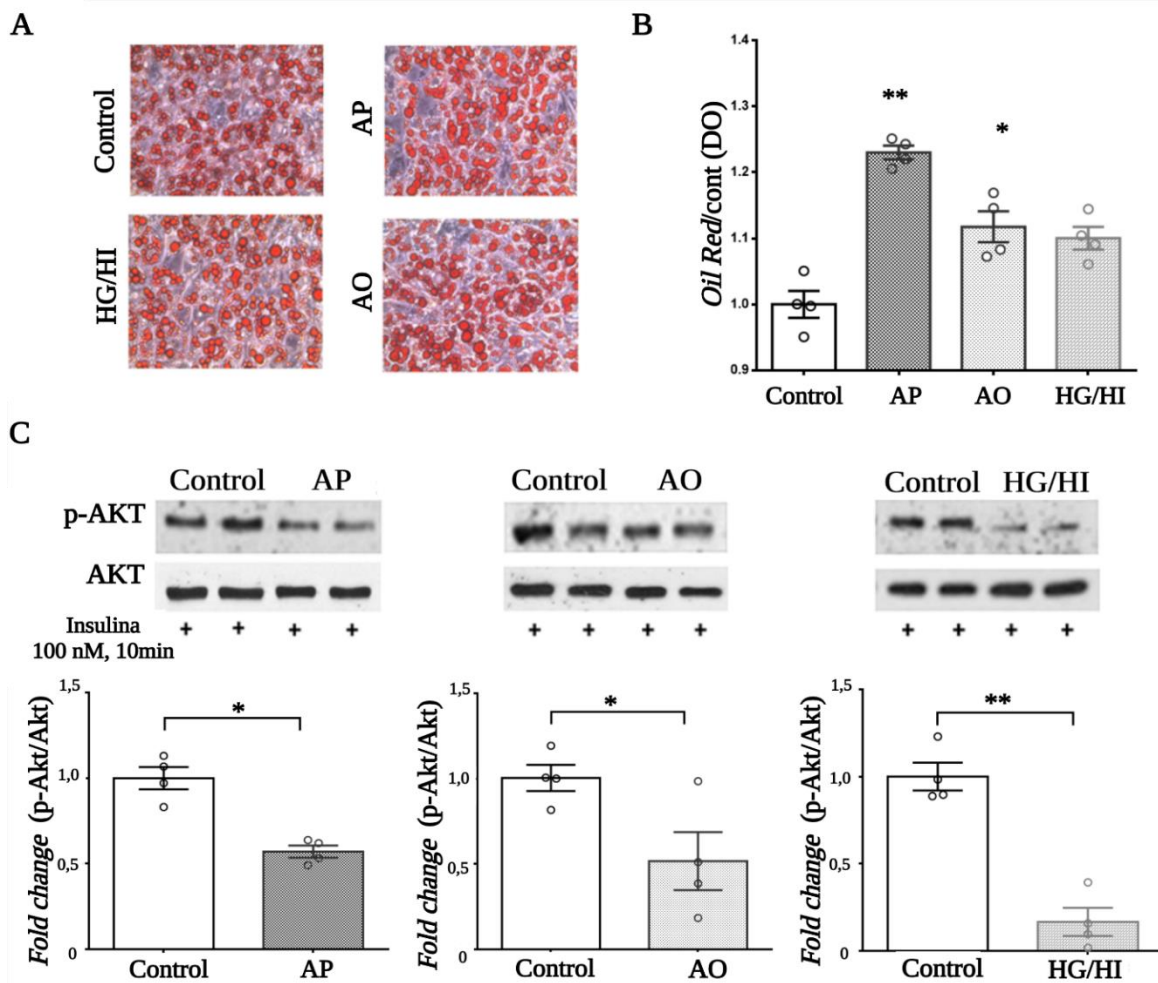 A
Control
AP
HG/HI
AO
B
Oil Red/cont (DO)
1.4
1.3
1.2
1.1
1.0
0.9
**
*
Control AP AO HG/HI
C
Control AP
Control AO
Control HG/HI
p-AKT
AKT
Insulina
100 nM, 10min
+ + + +
+ + + +
+ + + +
Fold change (p-Akt/Akt)
1,5
1,0
0,5
0
*
Control AP
Fold change (p-Akt/Akt)
1,5
1,0
0,5
0
*
Control AO
Fold change (p-Akt/Akt)
1,5
1,0
0,5
0
**
Control HG/HI